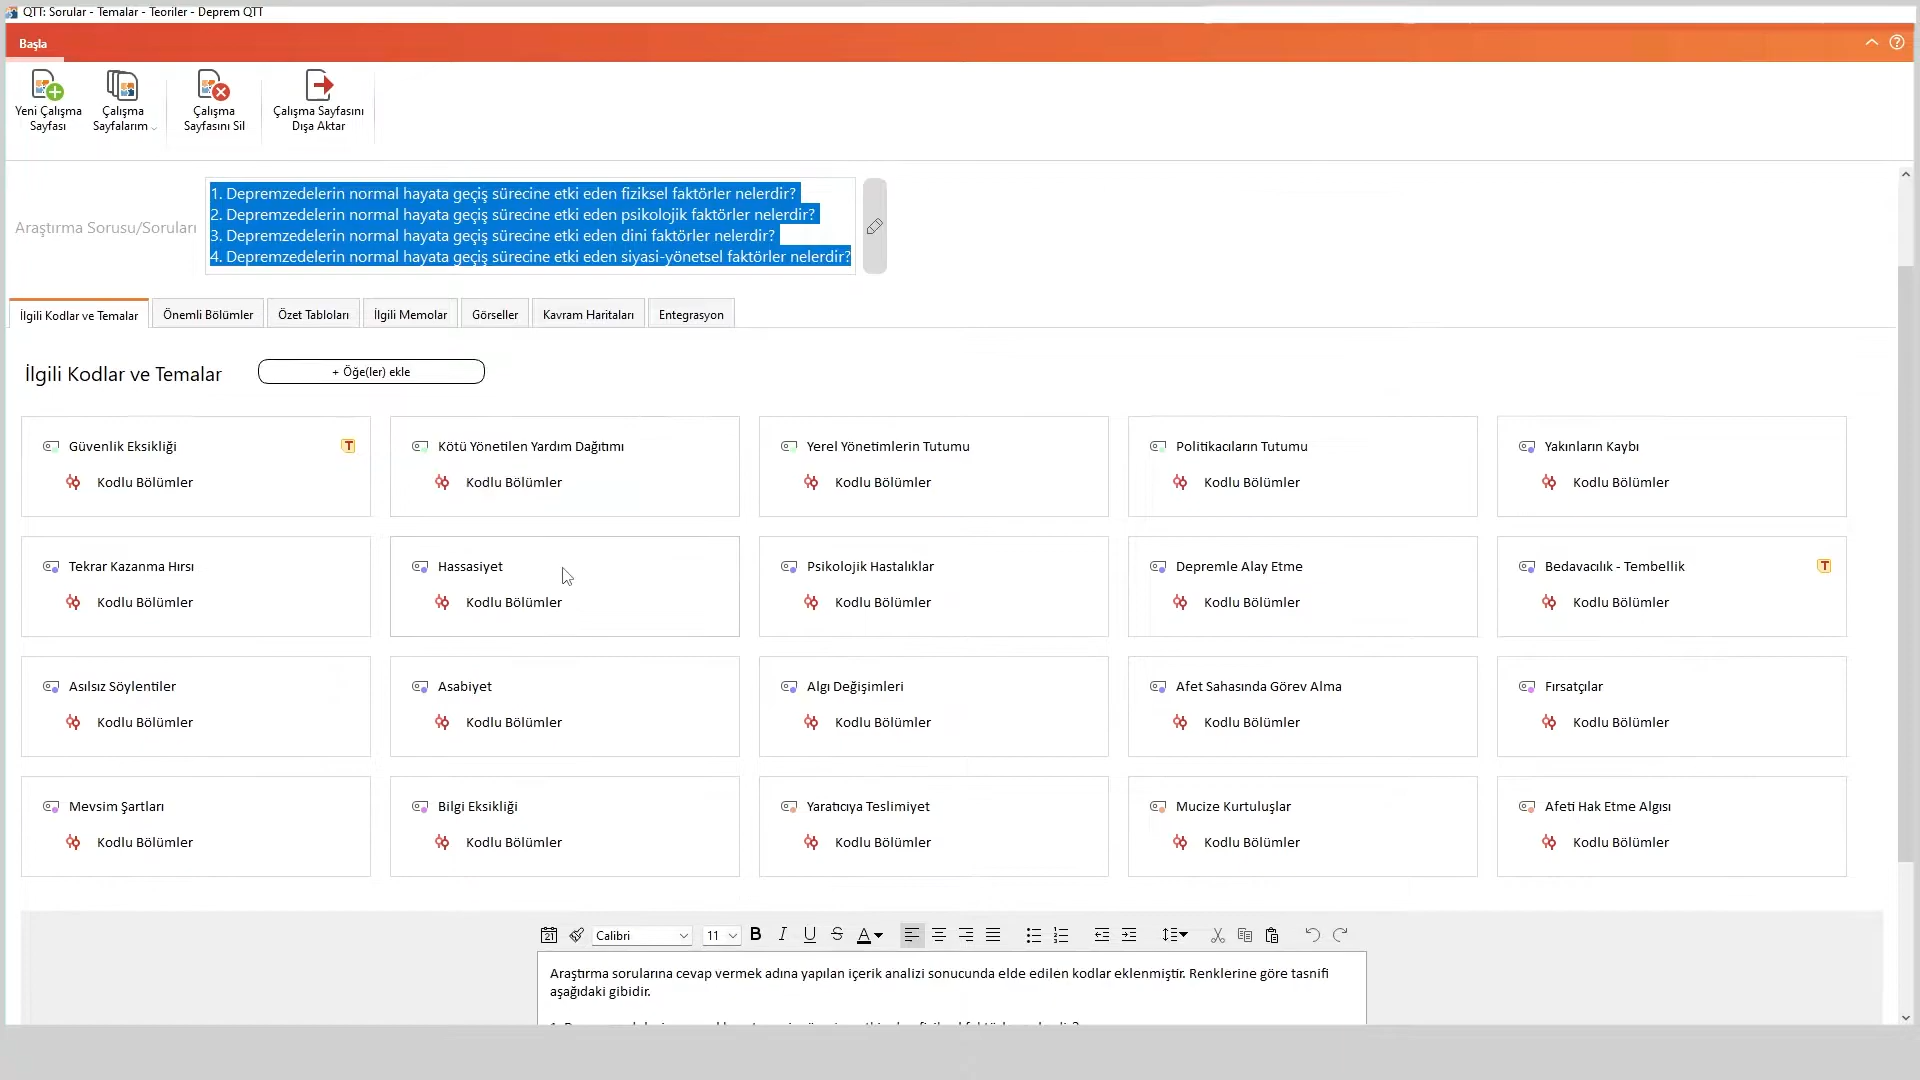 QTT: Sorular - Temalar - Teoriler - Deprem QTT
Başla
Yeni Çalışma Sayfası
Çalışma Sayfalarım
Çalışma Sayfasını Sil
Çalışma Sayfasını Dışa Aktar
Araştırma Sorusu/Soruları
1. Depremzedelerin normal hayata geçiş sürecine etki eden fiziksel faktörler nelerdir?
2. Depremzedelerin normal hayata geçiş sürecine etki eden psikolojik faktörler nelerdir?
3. Depremzedelerin normal hayata geçiş sürecine etki eden dini faktörler nelerdir?
4. Depremzedelerin normal hayata geçiş sürecine etki eden siyasi-yönetsel faktörler nelerdir?
İlgili Kodlar ve Temalar
Önemli Bölümler
Özet Tabloları
İlgili Memolar
Görseller
Kavram Haritaları
Entegrasyon
İlgili Kodlar ve Temalar
+ Öğe(ler) ekle
Güvenlik Eksikliği
T
Kodlu Bölümler
Kötü Yönetilen Yardım Dağıtımı
Kodlu Bölümler
Yerel Yönetimlerin Tutumu
Kodlu Bölümler
Politikacıların Tutumu
Kodlu Bölümler
Yakınların Kaybı
Kodlu Bölümler
Tekrar Kazanma Hırsı
Kodlu Bölümler
Hassasiyet
Kodlu Bölümler
Psikolojik Hastalıklar
Kodlu Bölümler
Depremle Alay Etme
Kodlu Bölümler
Bedavacılık - Tembellik
T
Kodlu Bölümler
Asılsız Söylentiler
Kodlu Bölümler
Asabiyet
Kodlu Bölümler
Algı Değişimleri
Kodlu Bölümler
Afet Sahasında Görev Alma
Kodlu Bölümler
Fırsatçılar
Kodlu Bölümler
Mevsim Şartları
Kodlu Bölümler
Bilgi Eksikliği
Kodlu Bölümler
Yaratıcıya Teslimiyet
Kodlu Bölümler
Mucize Kurtuluşlar
Kodlu Bölümler
Afeti Hak Etme Algısı
Kodlu Bölümler
21
Calibri
11
B I U S A
Araştırma sorularına cevap vermek adına yapılan içerik analizi sonucunda elde edilen kodlar eklenmiştir. Renklerine göre tasnifi
aşağıdaki gibidir.